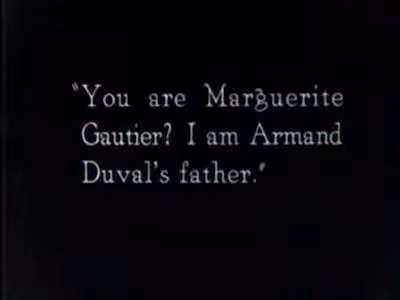 "You are Marguerite
Gautier? I am Armand
Duval's father."